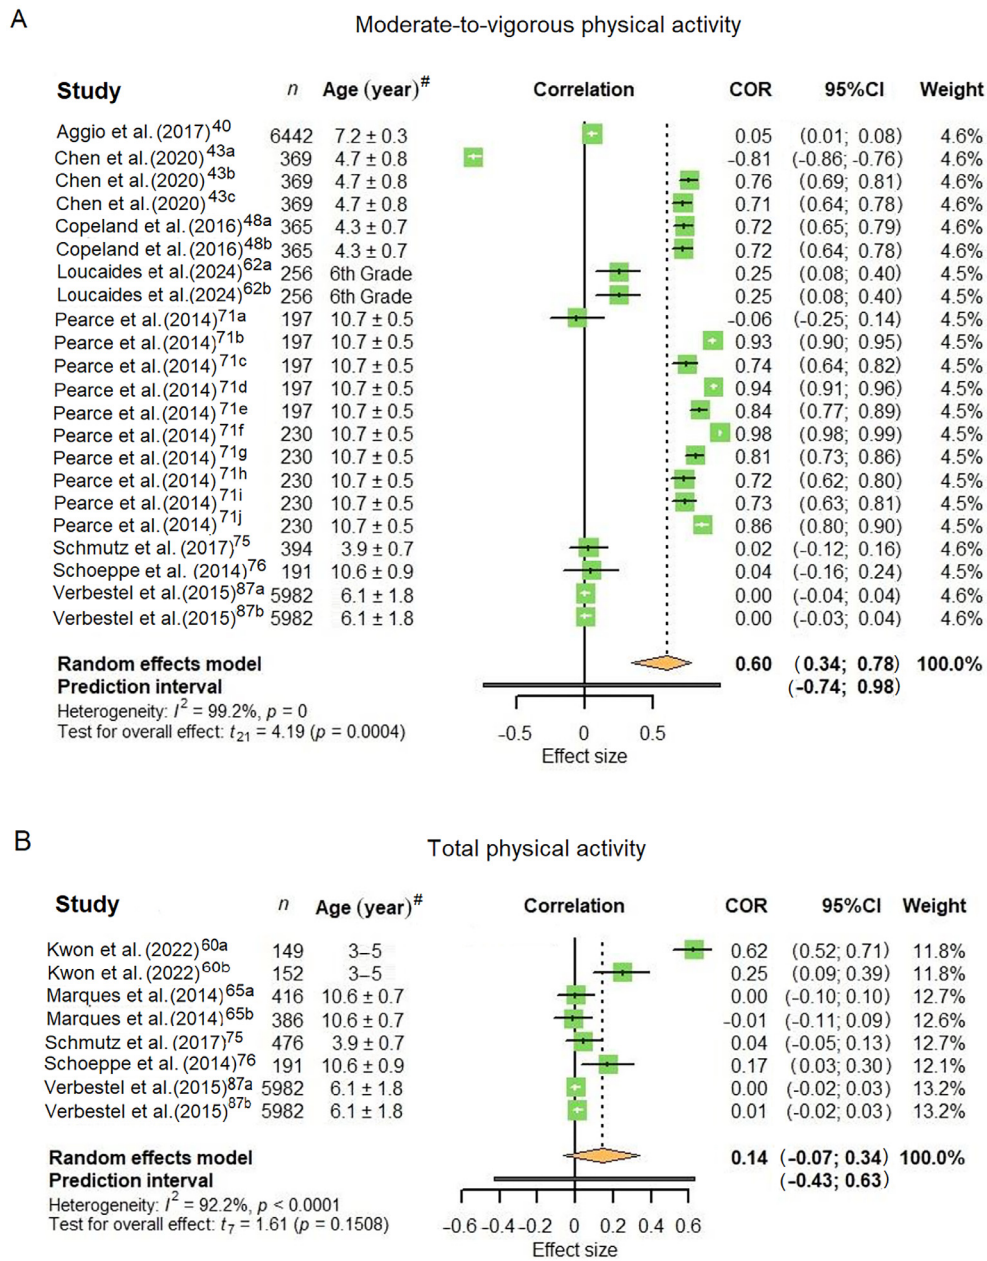 A
Moderate-to-vigorous physical activity
Study n Age (year)# Correlation COR 95%CI Weight
Aggio et al.(2017)40 6442 7.2 ± 0.3 0.05 (0.01; 0.08) 4.6%
Chen et al.(2020)43a 369 4.7 ± 0.8 -0.81 (-0.86; -0.76) 4.6%
Chen et al.(2020)43b 369 4.7 ± 0.8 0.76 (0.69; 0.81) 4.6%
Chen et al.(2020)43c 369 4.7 ± 0.8 0.71 (0.64; 0.78) 4.6%
Copeland et al.(2016)48a 365 4.3 ± 0.7 0.72 (0.65; 0.79) 4.6%
Copeland et al.(2016)48b 365 4.3 ± 0.7 0.72 (0.64; 0.78) 4.6%
Loucaides et al.(2024)62a 256 6th Grade 0.25 (0.08; 0.40) 4.6%
Loucaides et al.(2024)62b 256 6th Grade 0.25 (0.08; 0.40) 4.6%
Pearce et al.(2014)71a 197 10.7 ± 0.5 -0.06 (-0.25; 0.14) 4.5%
Pearce et al.(2014)71b 197 10.7 ± 0.5 0.93 (0.90; 0.95) 4.5%
Pearce et al.(2014)71c 197 10.7 ± 0.5 0.74 (0.64; 0.82) 4.5%
Pearce et al.(2014)71d 197 10.7 ± 0.5 0.94 (0.91; 0.96) 4.5%
Pearce et al.(2014)71e 197 10.7 ± 0.5 0.84 (0.77; 0.89) 4.5%
Pearce et al.(2014)71f 230 10.7 ± 0.5 0.98 (0.98; 0.99) 4.5%
Pearce et al.(2014)71g 230 10.7 ± 0.5 0.81 (0.73; 0.86) 4.5%
Pearce et al.(2014)71h 230 10.7 ± 0.5 0.72 (0.62; 0.80) 4.5%
Pearce et al.(2014)71i 230 10.7 ± 0.5 0.73 (0.63; 0.81) 4.5%
Pearce et al.(2014)71j 230 10.7 ± 0.5 0.86 (0.80; 0.90) 4.5%
Schmutz et al.(2017)75 394 3.9 ± 0.7 0.02 (-0.12; 0.16) 4.6%
Schoeppe et al.(2014)76 191 10.6 ± 0.9 0.04 (-0.16; 0.24) 4.5%
Verbestel et al.(2015)87a 5982 6.1 ± 1.8 0.00 (-0.04; 0.04) 4.6%
Verbestel et al.(2015)87b 5982 6.1 ± 1.8 0.00 (-0.03; 0.04) 4.6%
Random effects model 0.60 (0.34; 0.78) 100.0%
Prediction interval (-0.74; 0.98)
Heterogeneity: I2 = 99.2%, p = 0
Test for overall effect: t21 = 4.19 (p = 0.0004)
-0.5 0 0.5
Effect size
B
Total physical activity
Study n Age (year)# Correlation COR 95%CI Weight
Kwon et al.(2022)60a 149 3–5 0.62 (0.52; 0.71) 11.8%
Kwon et al.(2022)60b 152 3–5 0.25 (0.09; 0.39) 11.8%
Marques et al.(2014)65a 416 10.6 ± 0.7 0.00 (-0.10; 0.10) 12.7%
Marques et al.(2014)65b 386 10.6 ± 0.7 -0.01 (-0.11; 0.09) 12.6%
Schmutz et al.(2017)75 476 3.9 ± 0.7 0.04 (-0.05; 0.13) 12.7%
Schoeppe et al.(2014)76 191 10.6 ± 0.9 0.17 (0.03; 0.30) 12.1%
Verbestel et al.(2015)87a 5982 6.1 ± 1.8 0.00 (-0.02; 0.03) 13.2%
Verbestel et al.(2015)87b 5982 6.1 ± 1.8 0.01 (-0.02; 0.03) 13.2%
Random effects model 0.14 (-0.07; 0.34) 100.0%
Prediction interval (-0.43; 0.63)
Heterogeneity: I2 = 92.2%, p < 0.0001
Test for overall effect: t7 = 1.61 (p = 0.1508)
-0.6 -0.4 -0.2 0 0.2 0.4 0.6
Effect size